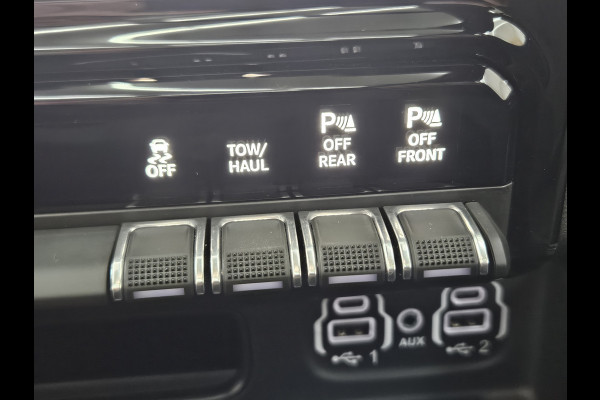 OFF
TOW/
HAUL
P
OFF
REAR
P
OFF
FRONT
1
AUX
2